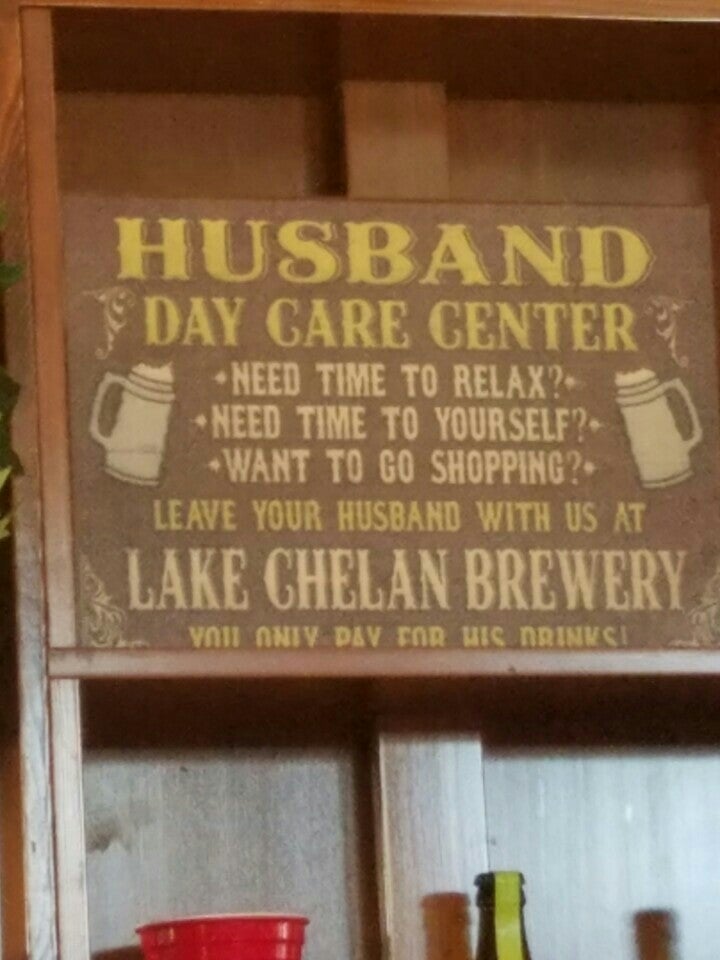 HUSBAND
DAY CARE CENTER
NEED TIME TO RELAX?
NEED TIME TO YOURSELF?
WANT TO GO SHOPPING?
LEAVE YOUR HUSBAND WITH US AT
LAKE CHELAN BREWERY
YOU ONLY PAY FOR HIS DRINKS!